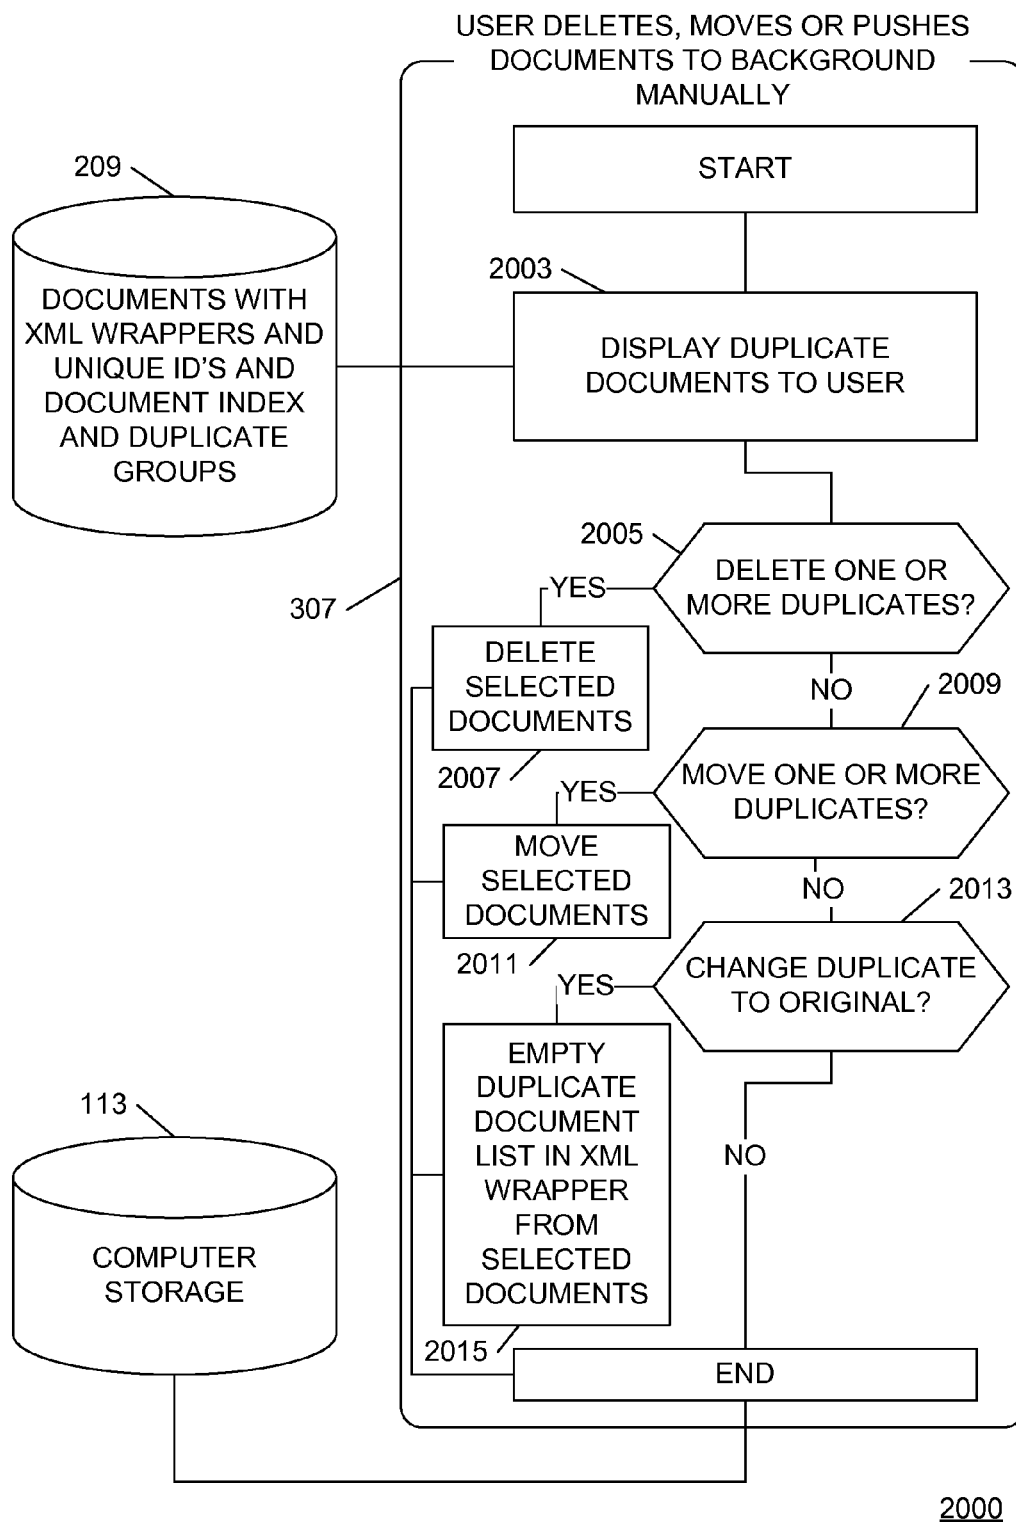 USER DELETES, MOVES OR PUSHES
DOCUMENTS TO BACKGROUND
MANUALLY
START
209
DOCUMENTS WITH
XML WRAPPERS AND
UNIQUE ID'S AND
DOCUMENT INDEX
AND DUPLICATE
GROUPS
2003
DISPLAY DUPLICATE
DOCUMENTS TO USER
307
2005
DELETE ONE OR
MORE DUPLICATES?
YES
DELETE
SELECTED
DOCUMENTS
2007
NO
2009
MOVE ONE OR MORE
DUPLICATES?
YES
MOVE
SELECTED
DOCUMENTS
2011
NO
2013
CHANGE DUPLICATE
TO ORIGINAL?
YES
EMPTY
DUPLICATE
DOCUMENT
LIST IN XML
WRAPPER
FROM
SELECTED
DOCUMENTS
2015
NO
113
COMPUTER
STORAGE
END
2000